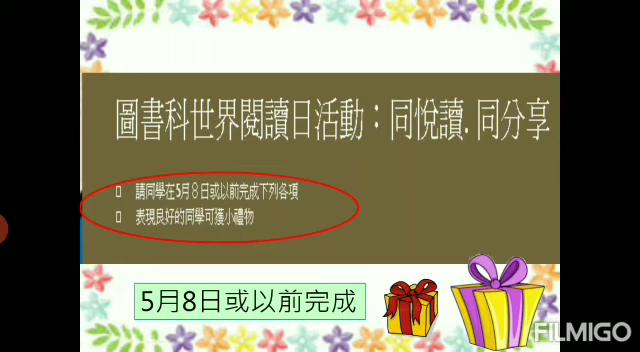 圖書科世界閱讀日活動：同悅讀.同分享
請同學在5月8日或以前完成下列各項
表現良好的同學可獲小禮物
5月8日或以前完成
FILMIGO